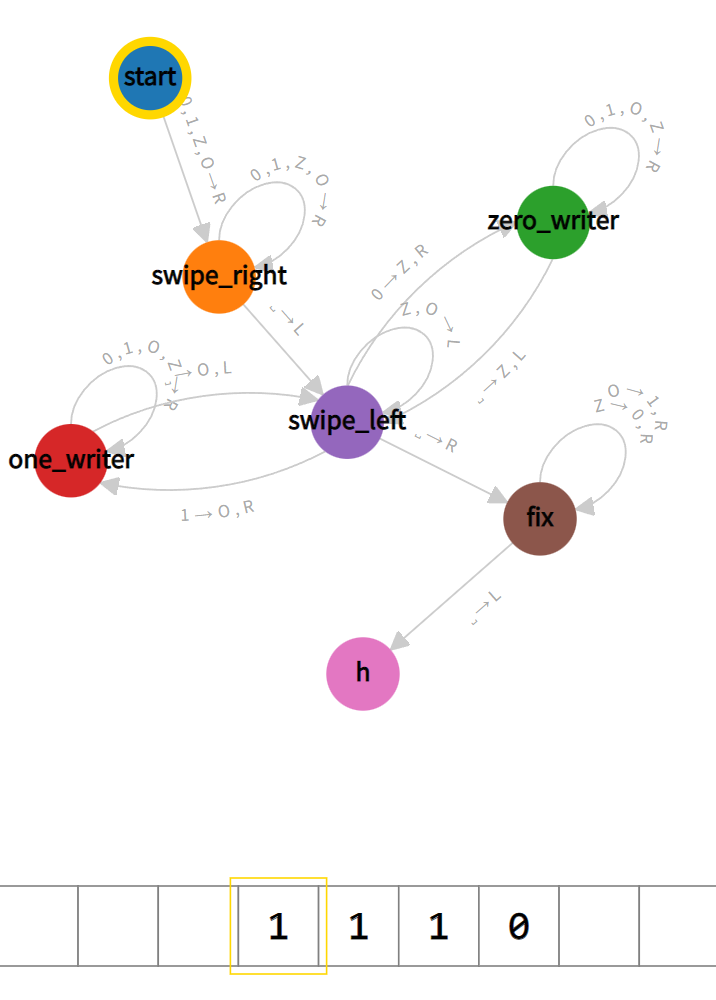 start
0,1,Z,O→R
0,1,Z,O→R
swipe_right
␣→L
0,1,O,Z→R
zero_writer
0→Z,R
Z,O→L
␣→Z,L
swipe_left
0,1,O,Z→R
␣→O,L
one_writer
1→O,R
␣→R
O→1,R
Z→0,R
fix
␣→L
h
1 1 1 0